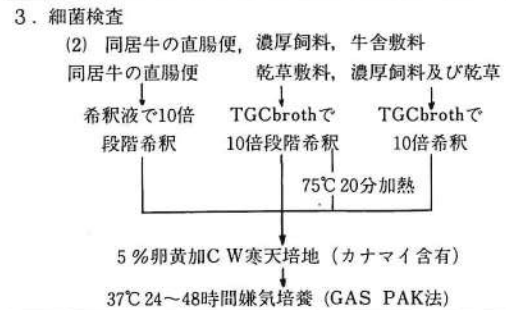 3．細菌検査
(2) 同居牛の直腸便，濃厚飼料，牛舎敷料
同居牛の直腸便　乾草敷料，濃厚飼料及び乾草
希釈液で10倍　TGCbrothで　TGCbrothで
段階希釈　10倍段階希釈　10倍希釈
75℃ 20分加熱
5％卵黄加ＣＷ寒天培地（カナマイ含有）
37℃ 24～48時間嫌気培養（GAS PAK法）